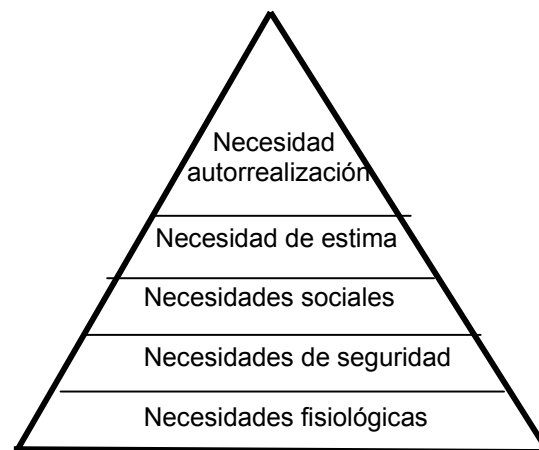 Necesidad
autorrealización
Necesidad de estima
Necesidades sociales
Necesidades de seguridad
Necesidades fisiológicas